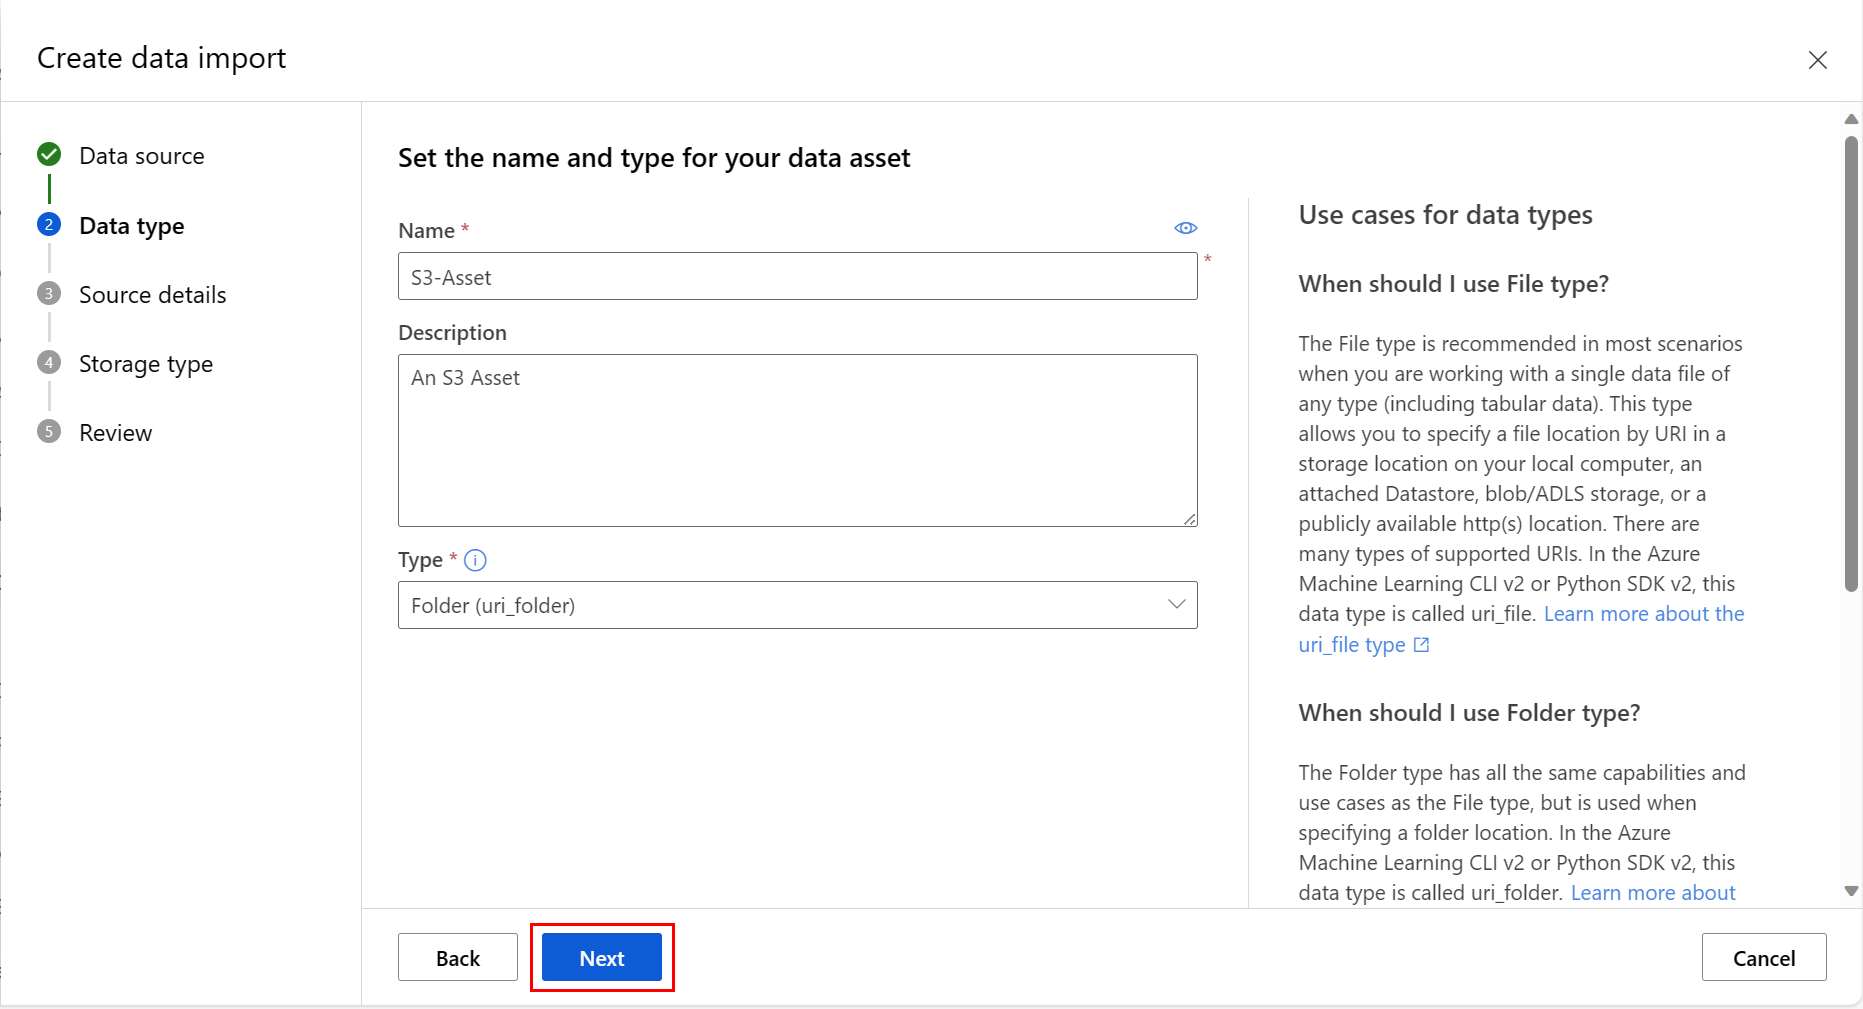 Create data import
Data source
2 Data type
3 Source details
4 Storage type
5 Review
Set the name and type for your data asset
Name *
S3-Asset
*
Description
An S3 Asset
Type *
Folder (uri_folder)
Use cases for data types
When should I use File type?
The File type is recommended in most scenarios
when you are working with a single data file of
any type (including tabular data). This type
allows you to specify a file location by URI in a
storage location on your local computer, an
attached Datastore, blob/ADLS storage, or a
publicly available http(s) location. There are
many types of supported URIs. In the Azure
Machine Learning CLI v2 or Python SDK v2, this
data type is called uri_file. Learn more about the
uri_file type
When should I use Folder type?
The Folder type has all the same capabilities and
use cases as the File type, but is used when
specifying a folder location. In the Azure
Machine Learning CLI v2 or Python SDK v2, this
data type is called uri_folder. Learn more about
Back
Next
Cancel